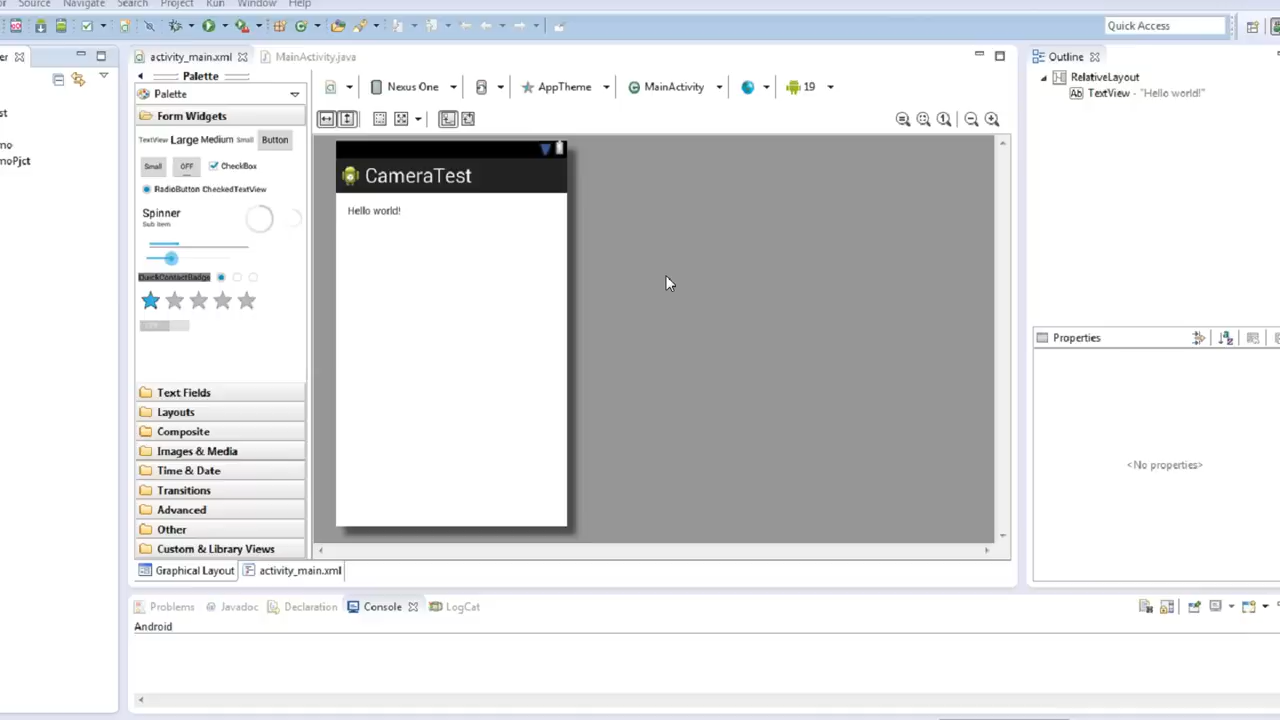 Source Navigate Search Project Run Window Help
Quick Access
activity_main.xml MainActivity.java
Outline
Palette
Palette
Nexus One AppTheme MainActivity 19
RelativeLayout
Ab TextView - "Hello world!"
Form Widgets
TextView Large Medium Small Button
Small OFF CheckBox
RadioButton CheckedTextView
Spinner
Sub Item
QuickContactBadge
CameraTest
Hello world!
Properties
<No properties>
Text Fields
Layouts
Composite
Images & Media
Time & Date
Transitions
Advanced
Other
Custom & Library Views
Graphical Layout activity_main.xml
Problems @ Javadoc Declaration Console LogCat
Android